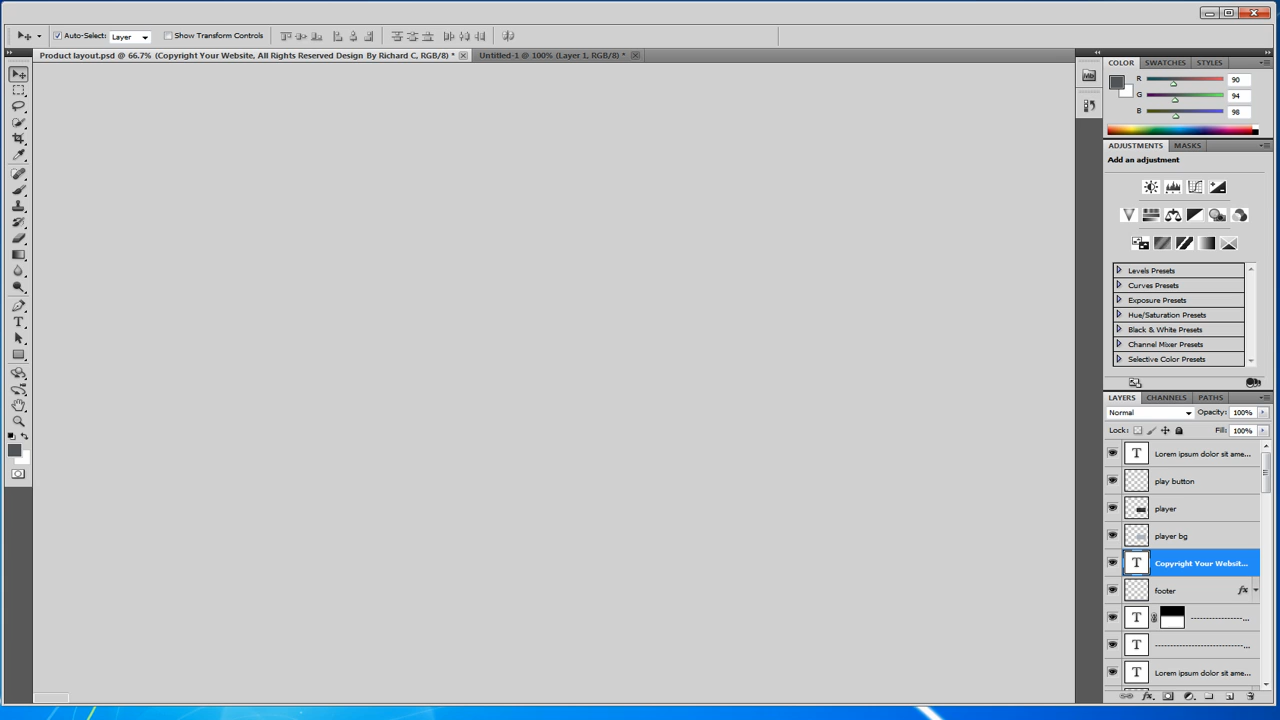 Auto-Select: Layer Show Transform Controls
Product layout.psd @ 66.7% (Copyright Your Website, All Rights Reserved Design  By Richard C, RGB/8) *
Untitled-1 @ 100% (Layer 1, RGB/8) *
COLOR SWATCHES STYLES
R 90
G 94
B 98
ADJUSTMENTS MASKS
Add an adjustment
Levels Presets
Curves Presets
Exposure Presets
Hue/Saturation Presets
Black & White Presets
Channel Mixer Presets
Selective Color Presets
LAYERS CHANNELS PATHS
Normal Opacity: 100%
Lock: Fill: 100%
T Lorem ipsum dolor sit ame...
play button
player
player bg
T Copyright Your Websit...
footer fx
T -----------------...
T -----------------------------...
T Lorem ipsum dolor sit ame...